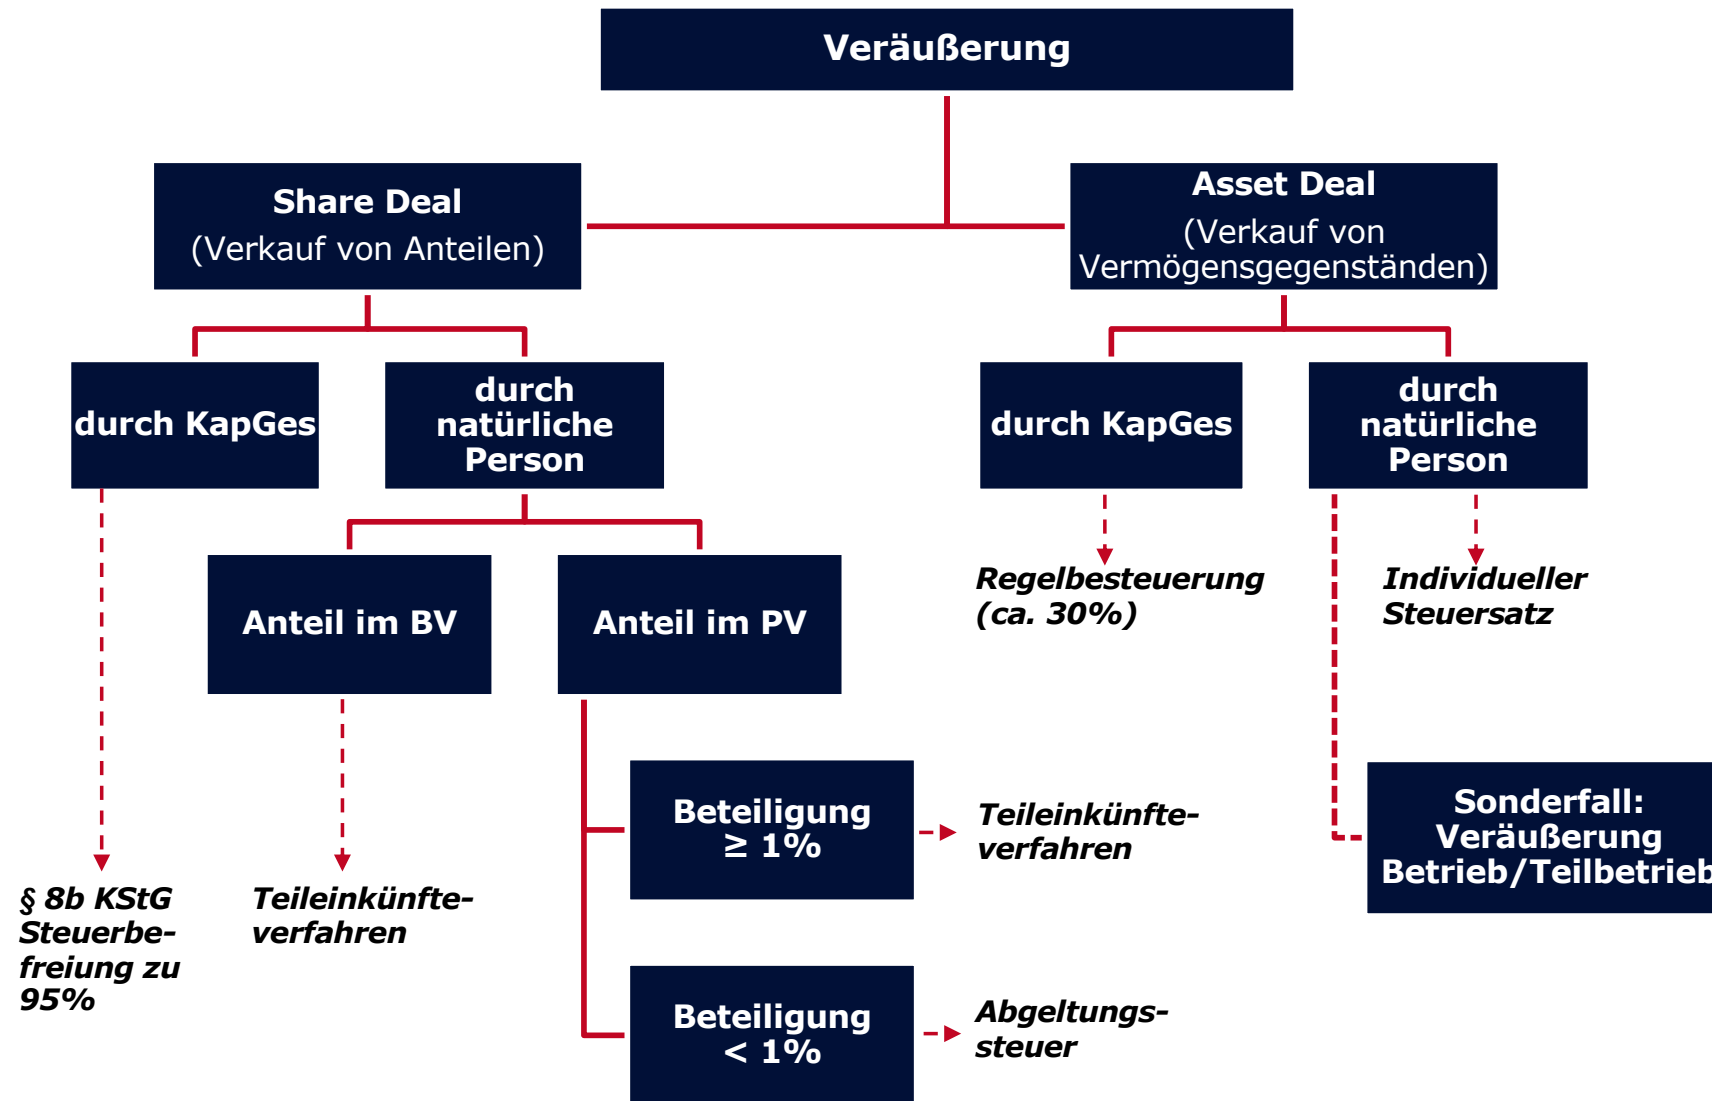 Veräußerung
Share Deal
(Verkauf von Anteilen)
Asset Deal
(Verkauf von
Vermögensgegenständen)
durch KapGes
durch
natürliche
Person
durch KapGes
durch
natürliche
Person
Anteil im BV
Anteil im PV
Regelbesteuerung
(ca. 30%)
Individueller
Steuersatz
Beteiligung
≥ 1%
Teileinkünfte-
verfahren
Sonderfall:
Veräußerung
Betrieb/Teilbetrieb
§ 8b KStG
Steuerbe-
freiung zu
95%
Teileinkünfte-
verfahren
Beteiligung
< 1%
Abgeltungs-
steuer